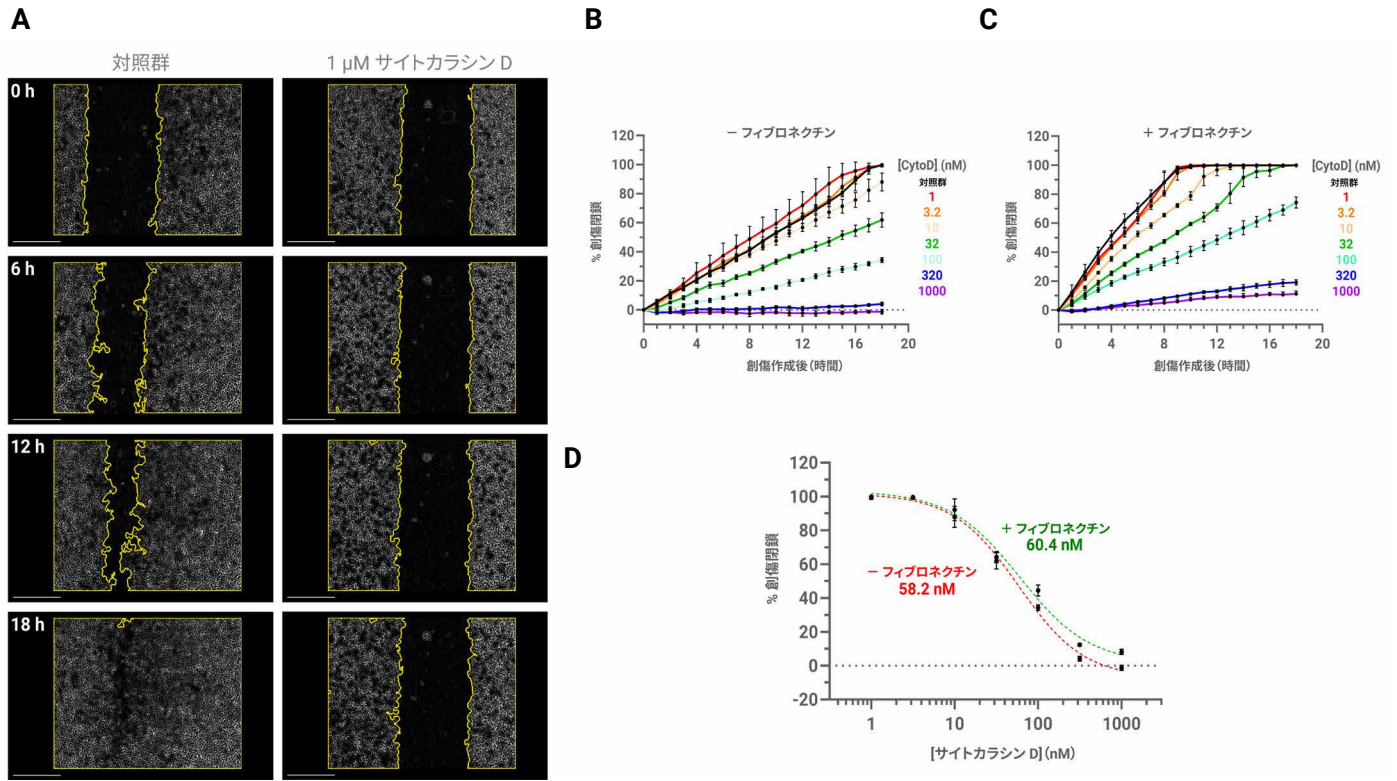 A
対照群
1 µM サイトカラシン D
0 h
6 h
12 h
18 h
B
− フィブロネクチン
[CytoD] (nM)
対照群
1
3.2
10
32
100
320
1000
% 創傷閉鎖
120
100
80
60
40
20
0
0 4 8 12 16 20
創傷作成後(時間)
C
+ フィブロネクチン
[CytoD] (nM)
対照群
1
3.2
10
32
100
320
1000
% 創傷閉鎖
120
100
80
60
40
20
0
0 4 8 12 16 20
創傷作成後(時間)
D
% 創傷閉鎖
120
100
80
60
40
20
0
-20
+ フィブロネクチン
60.4 nM
− フィブロネクチン
58.2 nM
1 10 100 1000
[サイトカラシン D](nM)